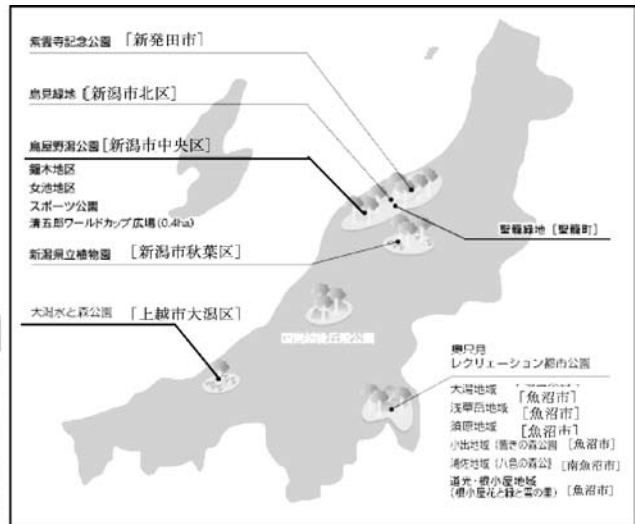 紫雲寺記念公園 [新発田市]
島見緑地 [新潟市北区]
鳥屋野潟公園 [新潟市中央区]
鐘木地区
女池地区
スポーツ公園
清五郎ワールドカップ広場(0.4ha)
新潟県立植物園 [新潟市秋葉区]
大潟水と森公園 [上越市大潟区]
聖籠緑地 [聖籠町]
国営越後丘陵公園
奥只見
レクリェーション都市公園
大湯地域 [魚沼市]
浅草岳地域 [魚沼市]
須原地域 [魚沼市]
小出地域 (響きの森公園 [魚沼市]
浦佐地域 (八色の森公園 [南魚沼市]
道光・根小屋地域
(根小屋花と緑と雪の里) [魚沼市]